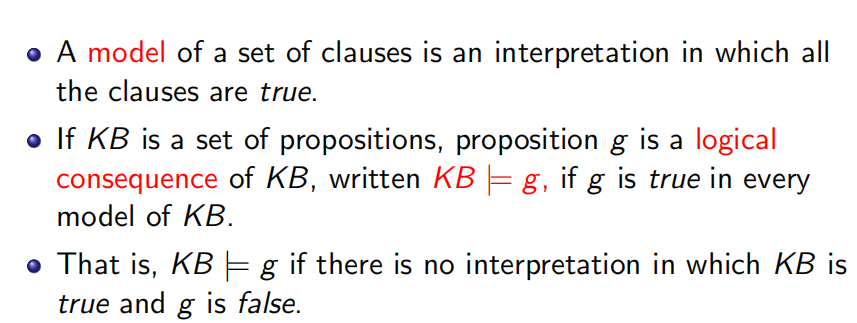 A model of a set of clauses is an interpretation in which all
the clauses are true.
If KB is a set of propositions, proposition g is a logical
consequence of KB, written KB ⊨ g, if g is true in every
model of KB.
That is, KB ⊨ g if there is no interpretation in which KB is
true and g is false.